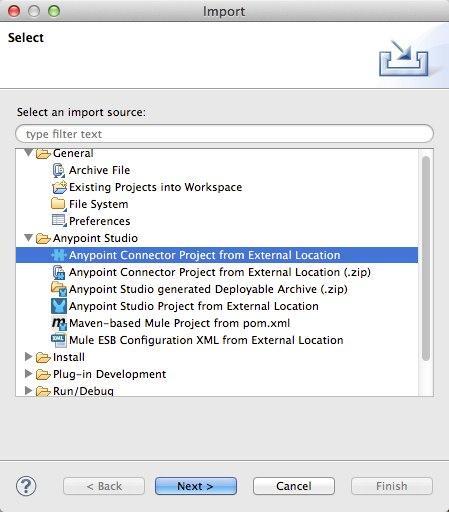 Import
Select
Select an import source:
type filter text
General
Archive File
Existing Projects into Workspace
File System
Preferences
Anypoint Studio
Anypoint Connector Project from External Location
Anypoint Connector Project from External Location (.zip)
Anypoint Studio generated Deployable Archive (.zip)
Anypoint Studio Project from External Location
m Maven-based Mule Project from pom.xml
XML Mule ESB Configuration XML from External Location
Install
Plug-in Development
Run/Debug
? < Back Next > Cancel Finish